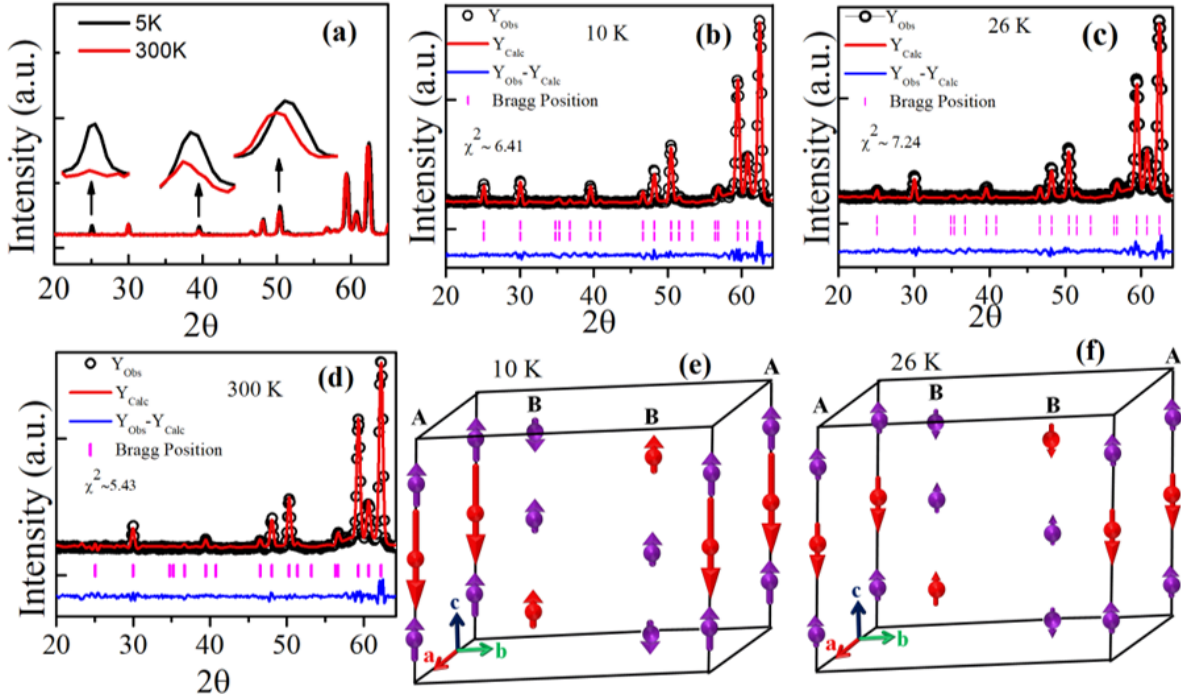 (a)
5K
300K
Intensity (a.u.)
20 30 40 50 60
2θ
(b)
10 K
Y_Obs
Y_Calc
Y_Obs-Y_Calc
Bragg Position
χ²~ 6.41
Intensity (a.u.)
20 30 40 50 60
2θ
(c)
26 K
Y_Obs
Y_Calc
Y_Obs-Y_Calc
Bragg Position
χ²~ 7.24
Intensity (a.u.)
20 30 40 50 60
2θ
(d)
300 K
Y_Obs
Y_Calc
Y_Obs-Y_Calc
Bragg Position
χ²~5.43
Intensity (a.u.)
20 30 40 50 60
2θ
10 K
(e)
A
A
B
B
c
a
b
26 K
(f)
A
A
B
B
c
a
b